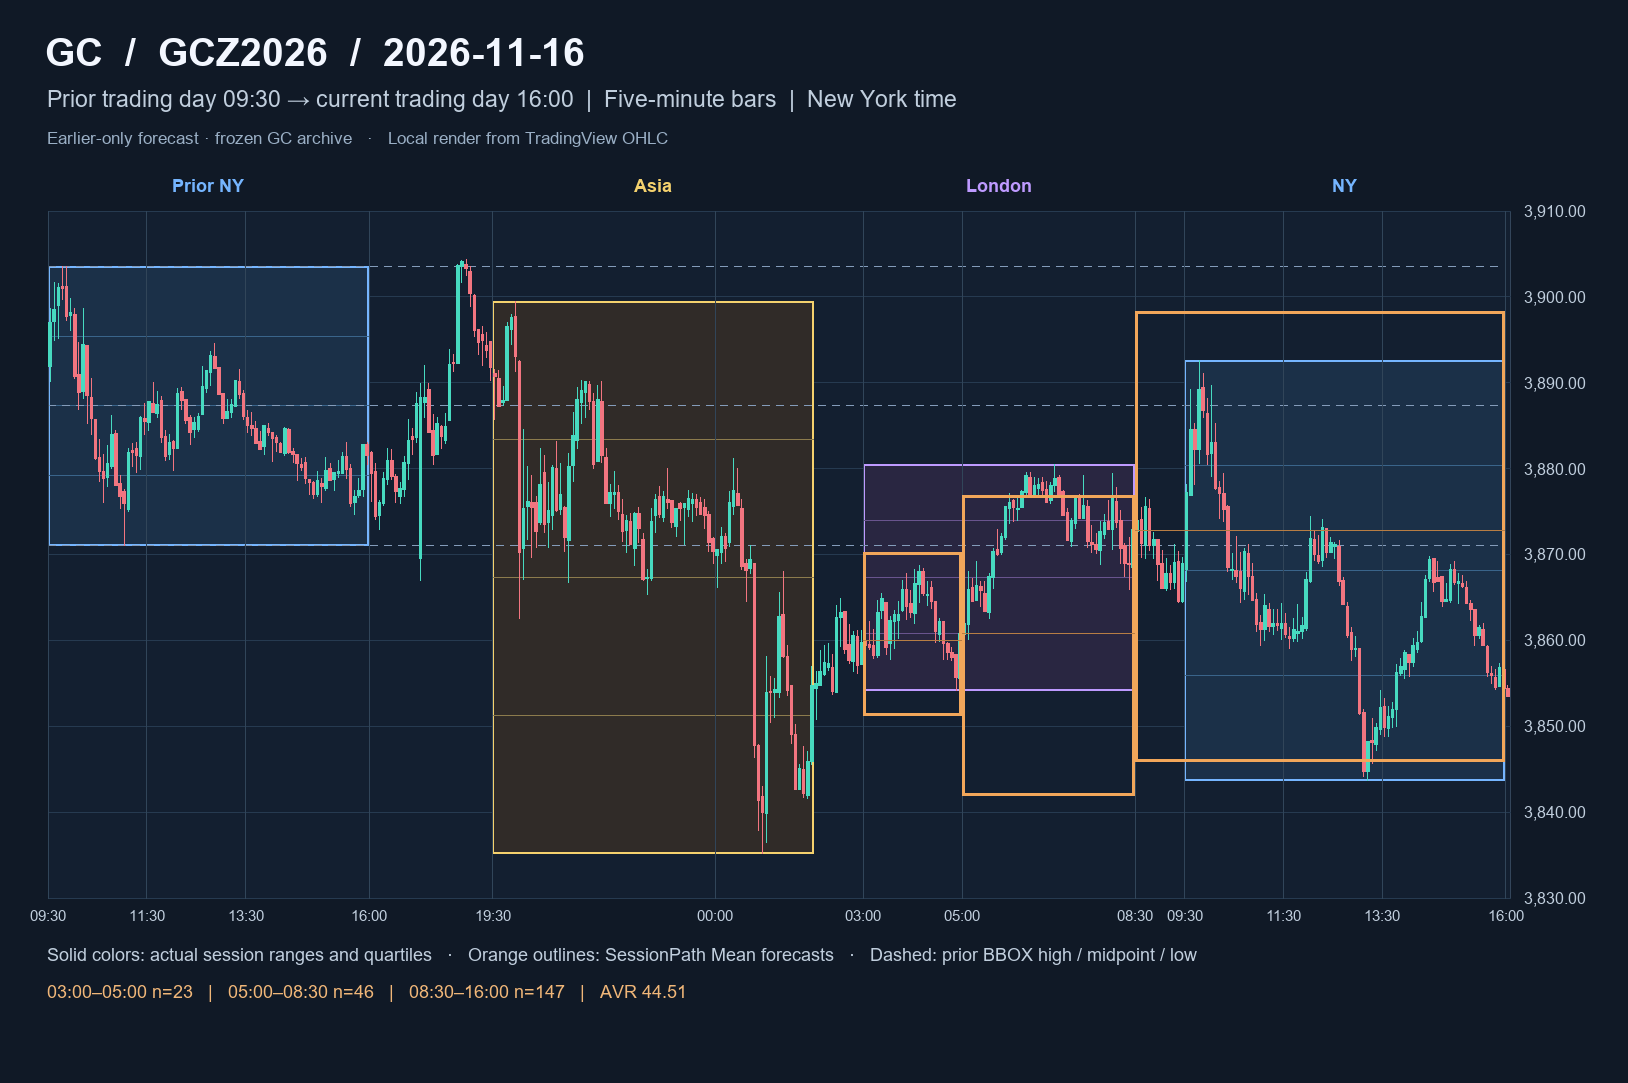 GC / GCZ2026 / 2026-11-16
Prior trading day 09:30 → current trading day 16:00 | Five-minute bars | New York time
Earlier-only forecast · frozen GC archive · Local render from TradingView OHLC
Prior NY Asia London NY
3,910.00
3,900.00
3,890.00
3,880.00
3,870.00
3,860.00
3,850.00
3,840.00
3,830.00
09:30 11:30 13:30 16:00 19:30 00:00 03:00 05:00 08:30 09:30 11:30 13:30 16:00
Solid colors: actual session ranges and quartiles · Orange outlines: SessionPath Mean forecasts · Dashed: prior BBOX high / midpoint / low
03:00–05:00 n=23 | 05:00–08:30 n=46 | 08:30–16:00 n=147 | AVR 44.51